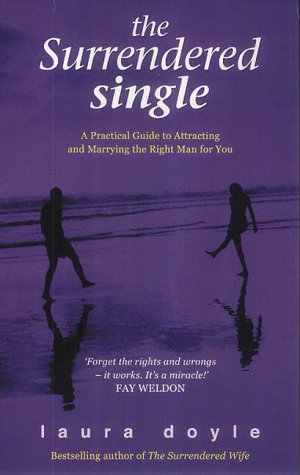 the
Surrendered
single
A Practical Guide to Attracting
and Marrying the Right Man for You
‘Forget the rights and wrongs
– it works. It’s a miracle!’
FAY WELDON
laura doyle
Bestselling author of The Surrendered Wife